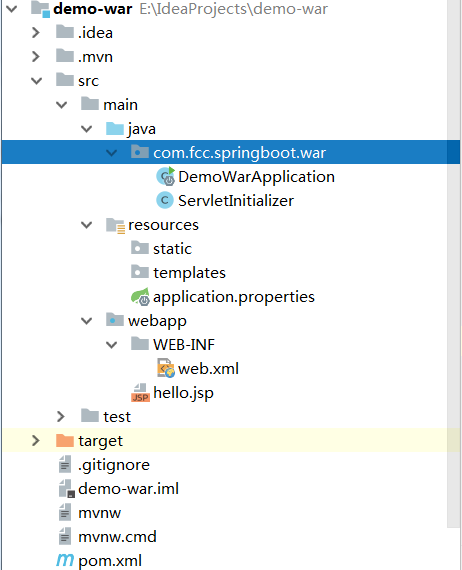 demo-war E:\IdeaProjects\demo-war
.idea
.mvn
src
main
java
com.fcc.springboot.war
DemoWarApplication
ServletInitializer
resources
static
templates
application.properties
webapp
WEB-INF
web.xml
JSP hello.jsp
test
target
.gitignore
demo-war.iml
mvnw
mvnw.cmd
m pom.xml